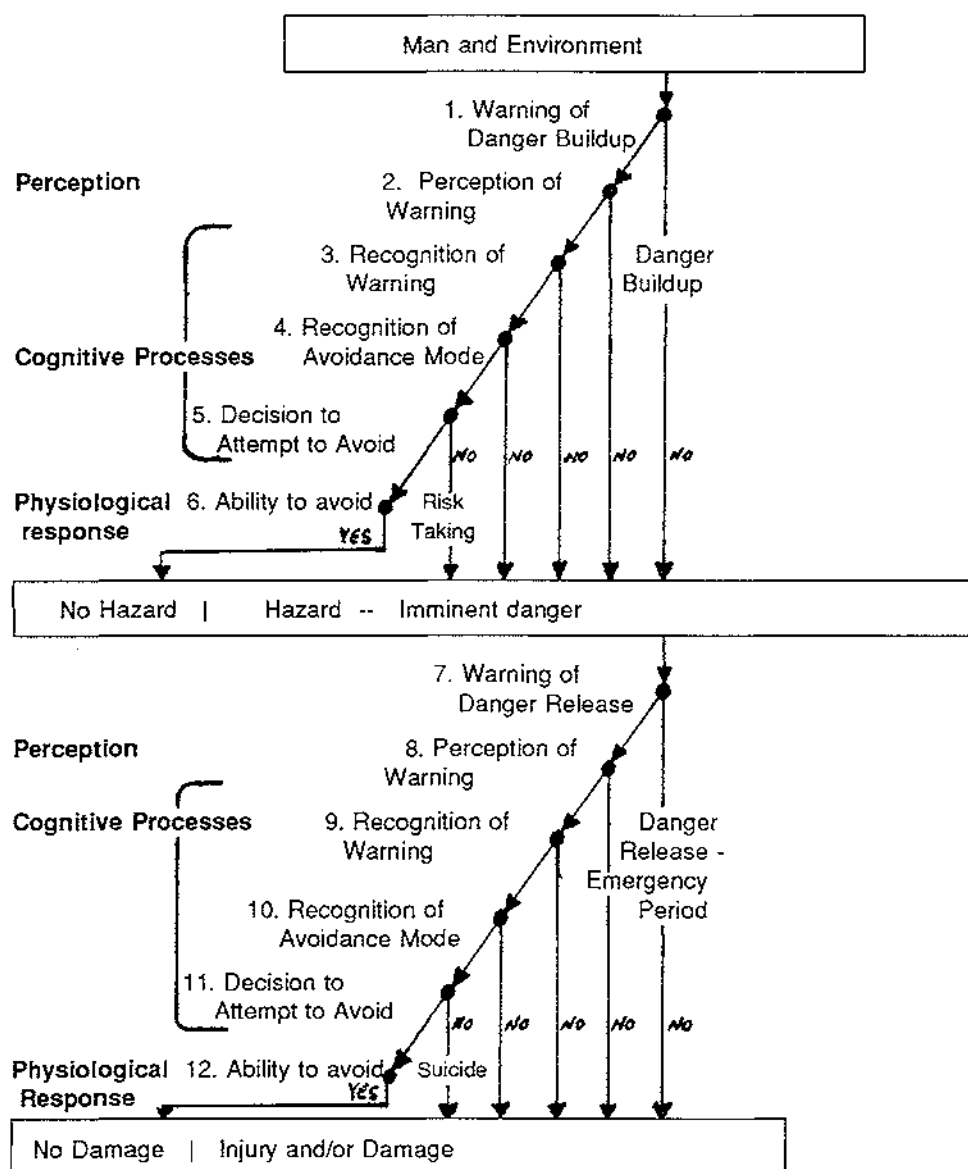 Man and Environment
1. Warning of
Danger Buildup
Perception
2. Perception of
Warning
3. Recognition of
Warning
Danger
Buildup
4. Recognition of
Avoidance Mode
Cognitive Processes
5. Decision to
Attempt to Avoid
NO NO NO NO NO
Physiological 6. Ability to avoid Risk
response YES Taking
No Hazard | Hazard -- Imminent danger
7. Warning of
Danger Release
Perception
8. Perception of
Warning
Cognitive Processes
9. Recognition of
Warning
Danger
Release -
Emergency
Period
10. Recognition of
Avoidance Mode
11. Decision to
Attempt to Avoid
NO NO NO NO NO
Physiological 12. Ability to avoid Suicide
Response YES
No Damage | Injury and/or Damage